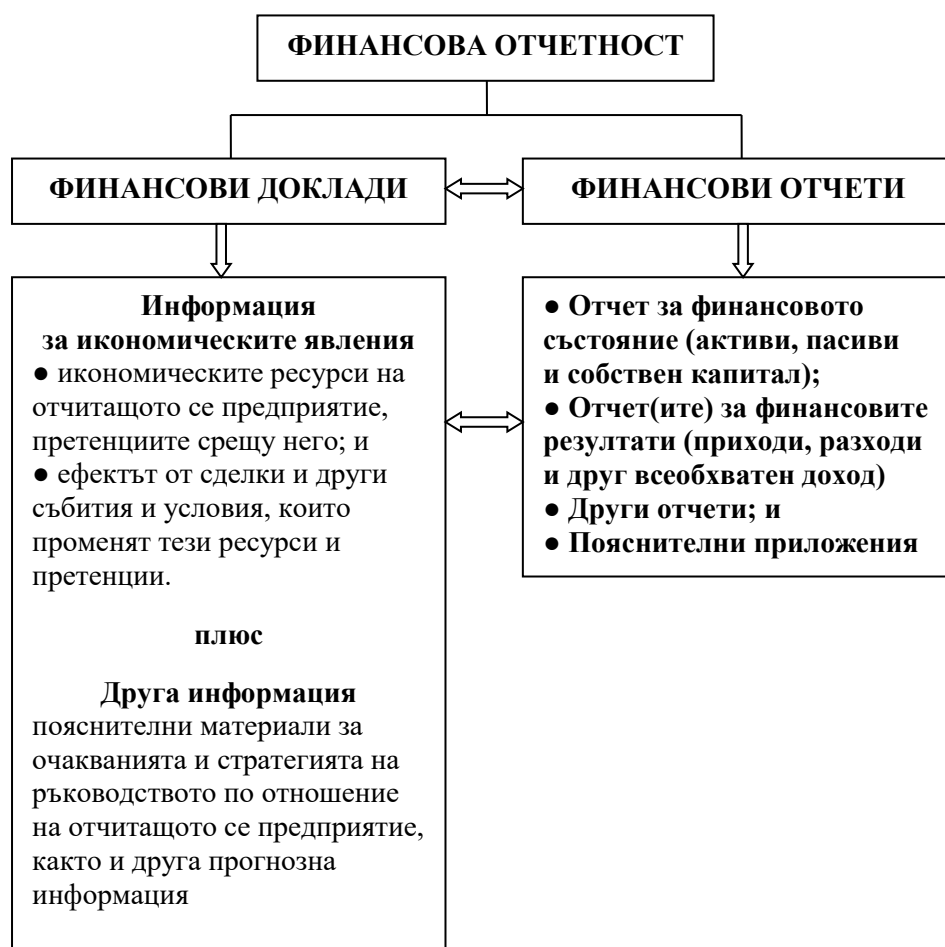 ФИНАНСОВА ОТЧЕТНОСТ
ФИНАНСОВИ ДОКЛАДИ
ФИНАНСОВИ ОТЧЕТИ
Информация
за икономическите явления
● икономическите ресурси на
отчитащото се предприятие,
претенциите срещу него; и
● ефектът от сделки и други
събития и условия, които
променят тези ресурси и
претенции.
плюс
Друга информация
пояснителни материали за
очакванията и стратегията на
ръководството по отношение
на отчитащото се предприятие,
както и друга прогнозна
информация
● Отчет за финансовото
състояние (активи, пасиви
и собствен капитал);
● Отчет(ите) за финансовите
резултати (приходи, разходи
и друг всеобхватен доход)
● Други отчети; и
● Пояснителни приложения